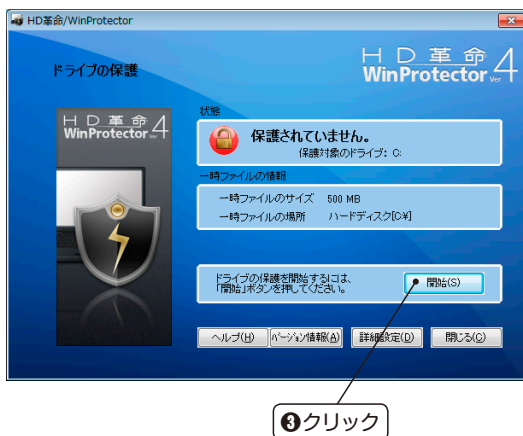 HD革命/WinProtector
ドライブの保護
HD革命
WinProtector Ver 4
HD革命
WinProtector 4
状態
保護されていません。
保護対象のドライブ: C:
一時ファイルの情報
一時ファイルのサイズ 500 MB
一時ファイルの場所 ハードディスク[C:¥]
ドライブの保護を開始するには、
「開始」ボタンを押してください。
開始(S)
ヘルプ(H) バージョン情報(A) 詳細設定(D) 閉じる(C)
❸クリック